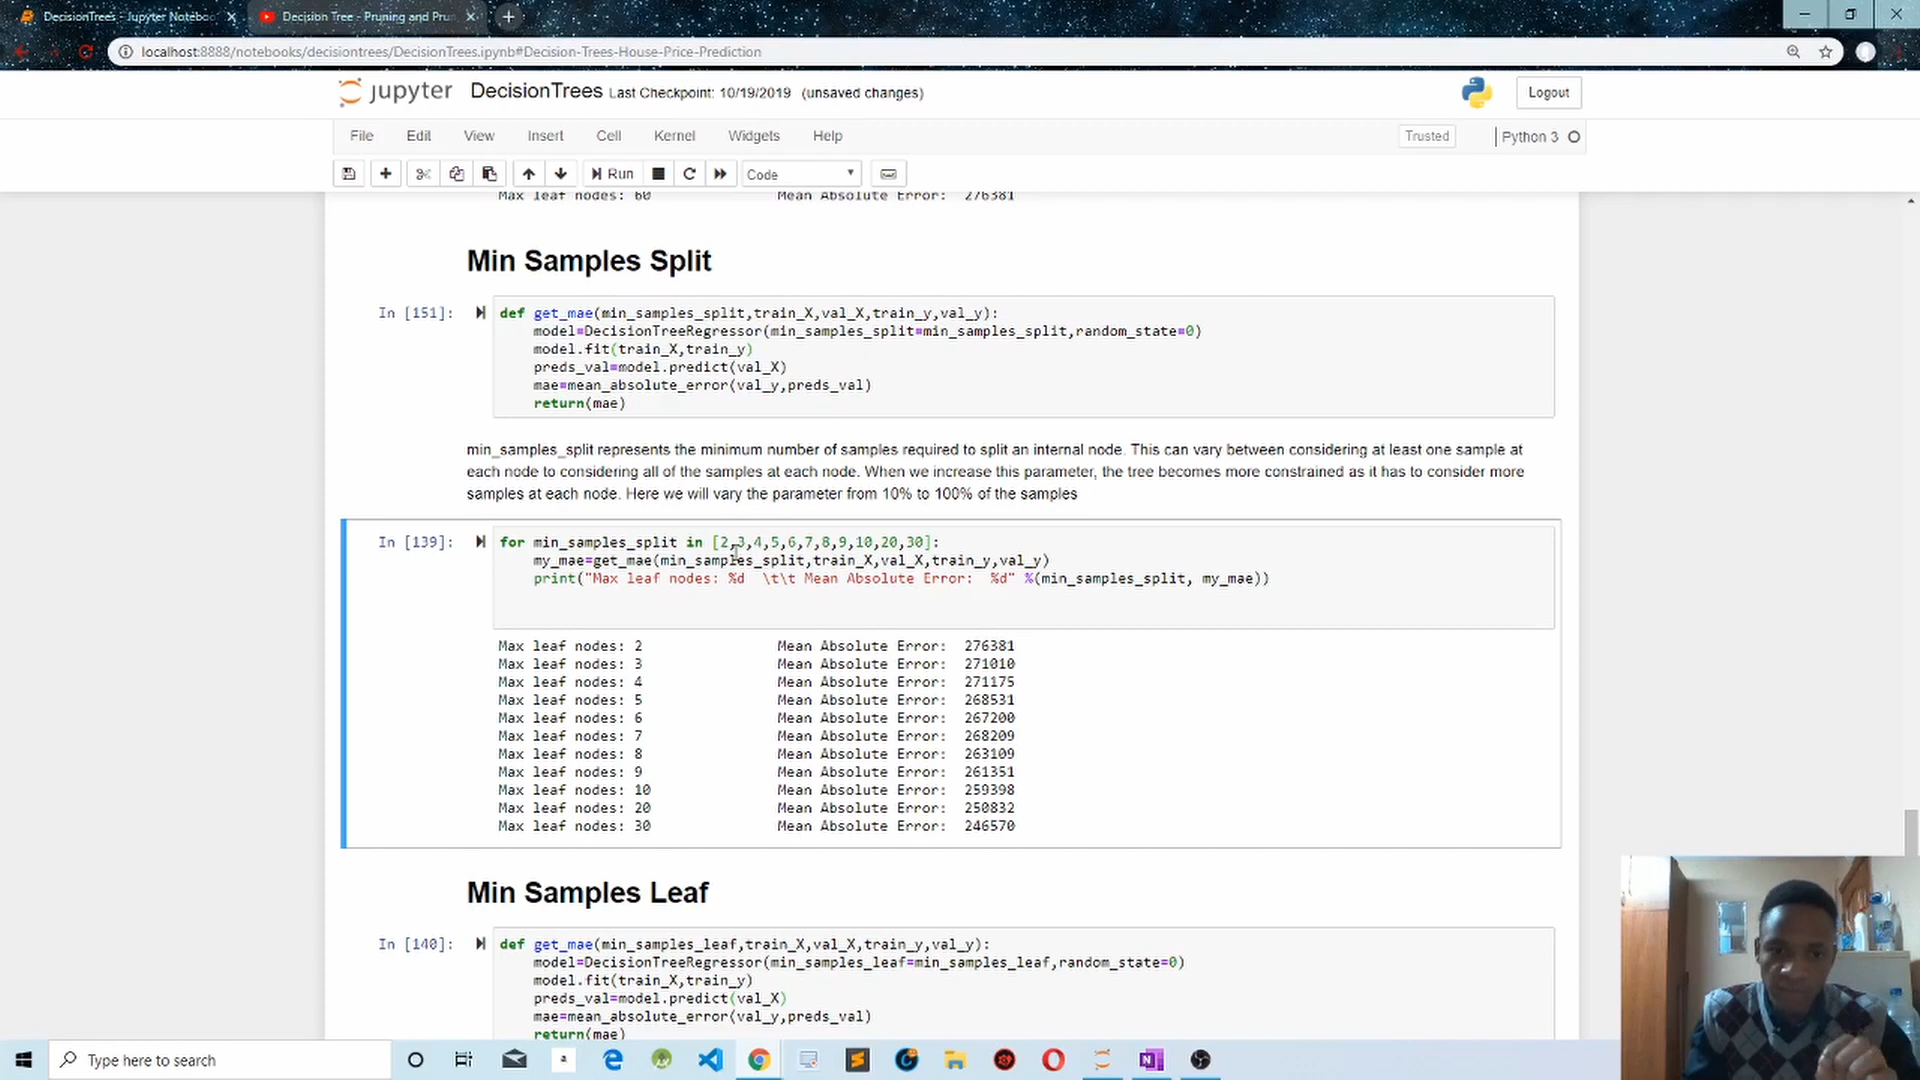 DecisionTrees - Jupyter Noteboo
Decision Tree - Pruning and Prun
localhost:8888/notebooks/decisiontrees/DecisionTrees.ipynb#Decision-Trees-House-Price-Prediction
jupyter DecisionTrees Last Checkpoint: 10/19/2019 (unsaved changes)
Logout
File Edit View Insert Cell Kernel Widgets Help
Trusted
Python 3
Run
Code
Max leaf nodes: 60 Mean Absolute Error: 276381
Min Samples Split
In [151]:
def get_mae(min_samples_split,train_X,val_X,train_y,val_y):
model=DecisionTreeRegressor(min_samples_split=min_samples_split,random_state=0)
model.fit(train_X,train_y)
preds_val=model.predict(val_X)
mae=mean_absolute_error(val_y,preds_val)
return(mae)
min_samples_split represents the minimum number of samples required to split an internal node. This can vary between considering at least one sample at
each node to considering all of the samples at each node. When we increase this parameter, the tree becomes more constrained as it has to consider more
samples at each node. Here we will vary the parameter from 10% to 100% of the samples
In [139]:
for min_samples_split in [2,3,4,5,6,7,8,9,10,20,30]:
my_mae=get_mae(min_samples_split,train_X,val_X,train_y,val_y)
print("Max leaf nodes: %d \t\t Mean Absolute Error: %d" %(min_samples_split, my_mae))
Max leaf nodes: 2 Mean Absolute Error: 276381
Max leaf nodes: 3 Mean Absolute Error: 271010
Max leaf nodes: 4 Mean Absolute Error: 271175
Max leaf nodes: 5 Mean Absolute Error: 268531
Max leaf nodes: 6 Mean Absolute Error: 267200
Max leaf nodes: 7 Mean Absolute Error: 268209
Max leaf nodes: 8 Mean Absolute Error: 263109
Max leaf nodes: 9 Mean Absolute Error: 261351
Max leaf nodes: 10 Mean Absolute Error: 259398
Max leaf nodes: 20 Mean Absolute Error: 250832
Max leaf nodes: 30 Mean Absolute Error: 246570
Min Samples Leaf
In [140]:
def get_mae(min_samples_leaf,train_X,val_X,train_y,val_y):
model=DecisionTreeRegressor(min_samples_leaf=min_samples_leaf,random_state=0)
model.fit(train_X,train_y)
preds_val=model.predict(val_X)
mae=mean_absolute_error(val_y,preds_val)
return(mae)
Type here to search